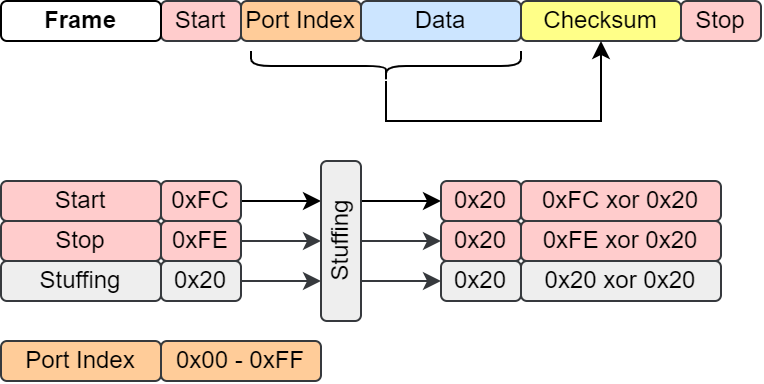 Frame Start Port Index Data Checksum Stop
Start 0xFC 0x20 0xFC xor 0x20
Stop 0xFE 0x20 0xFE xor 0x20
Stuffing 0x20 0x20 0x20 xor 0x20
Stuffing
Port Index 0x00 - 0xFF